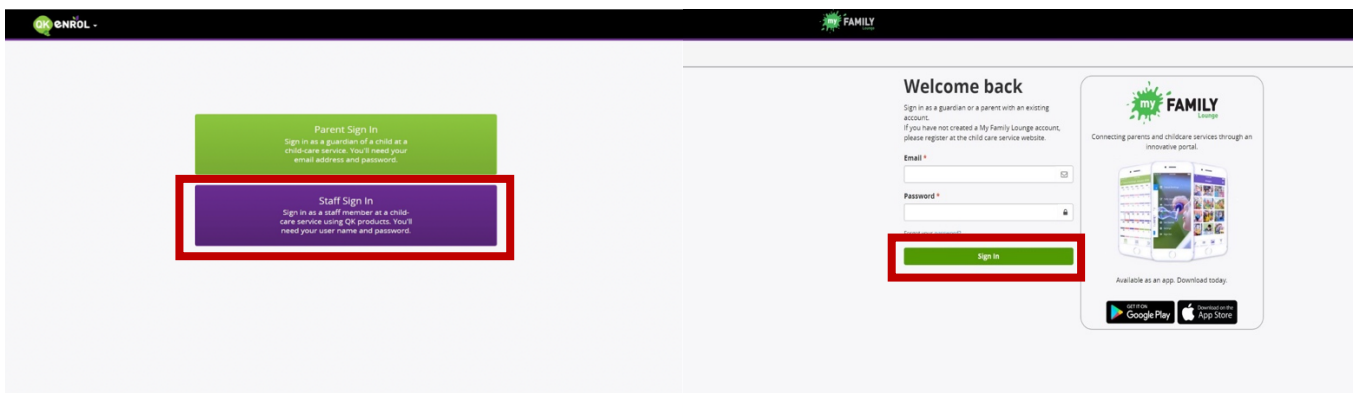 QK ENROL
Parent Sign In
Sign in as a guardian of a child at a
child-care service. You'll need your
email address and password.
Staff Sign In
Sign in as a staff member at a child-
care service using QK products. You'll
need your user name and password.
my FAMILY
Lounge
Welcome back
Sign in as a guardian or a parent with an existing
account.
If you have not created a My Family Lounge account,
please register at the child care service website.
Email *
Password *
Sign In
my FAMILY
Lounge
Connecting parents and childcare services through an
innovative portal.
Available as an app. Download today.
GET IT ON
Google Play
Download on the
App Store